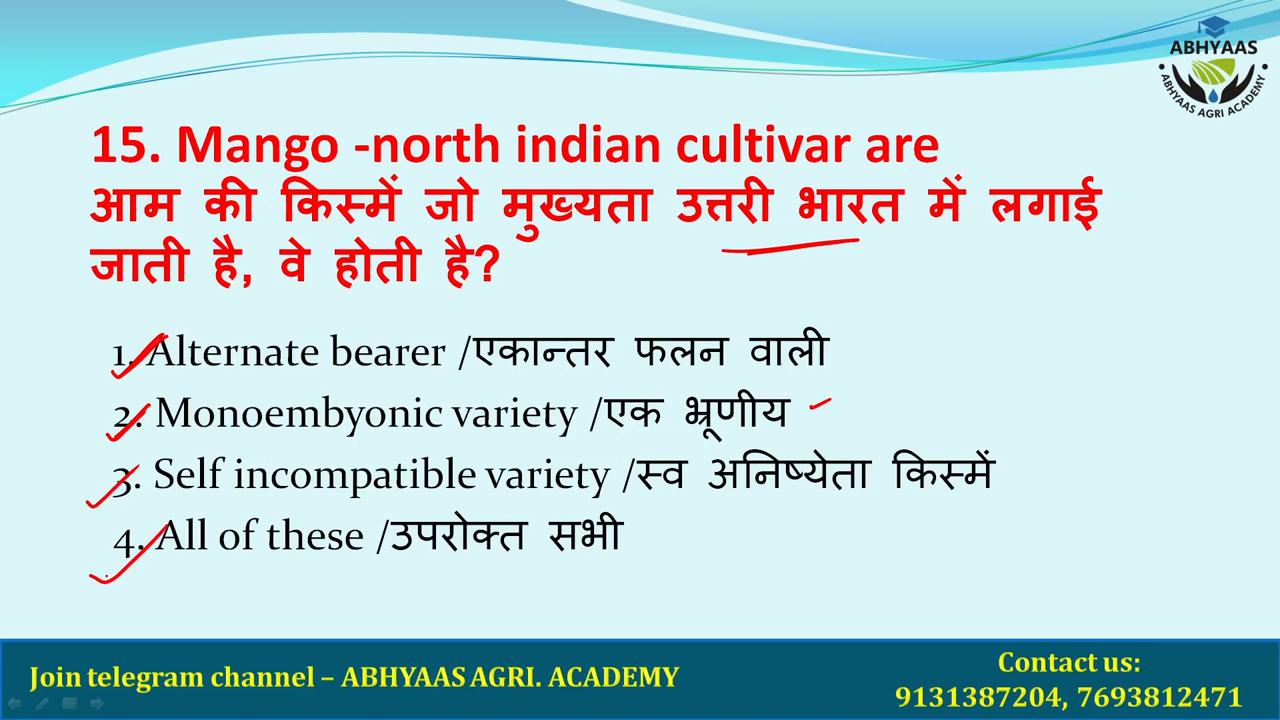 ABHYAAS
ABHYAAS AGRI ACADEMY
15. Mango -north indian cultivar are
आम की किस्में जो मुख्यता उत्तरी भारत में लगाई
जाती है, वे होती है?
1. Alternate bearer /एकान्तर फलन वाली
2. Monoembyonic variety /एक भ्रूणीय
3. Self incompatible variety /स्व अनिष्येता किस्में
4. All of these /उपरोक्त सभी
Join telegram channel – ABHYAAS AGRI. ACADEMY
Contact us:
9131387204, 7693812471